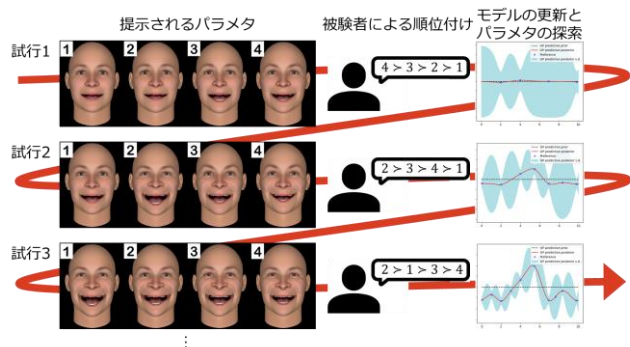 提示されるパラメタ
被験者による順位付け
モデルの更新と
パラメタの探索
試行1
1 2 3 4
4 ≻ 3 ≻ 2 ≻ 1
試行2
1 2 3 4
2 ≻ 3 ≻ 4 ≻ 1
試行3
1 2 3 4
2 ≻ 1 ≻ 3 ≻ 4
⋮